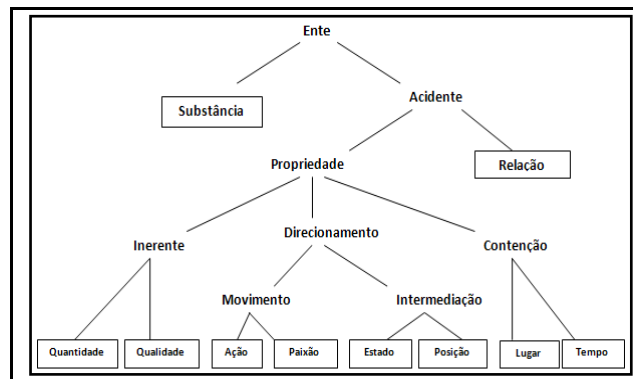 Ente
Substância
Acidente
Propriedade
Relação
Inerente
Direcionamento
Contenção
Movimento
Intermediação
Quantidade
Qualidade
Ação
Paixão
Estado
Posição
Lugar
Tempo